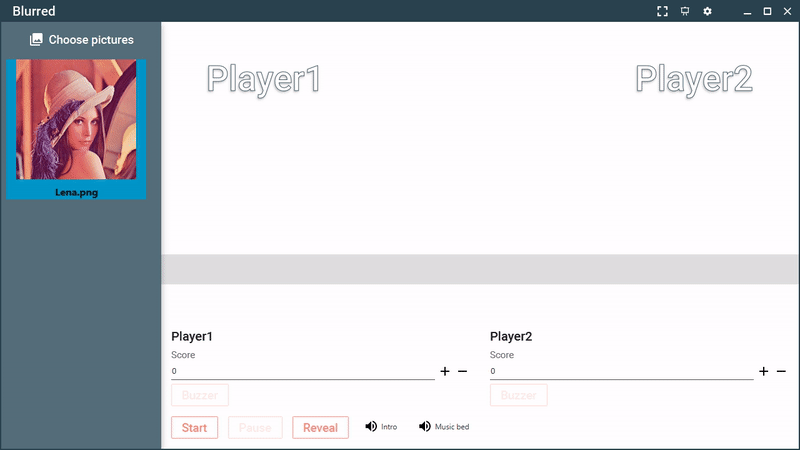 Blurred
Choose pictures
Lena.png
Player1 Player2
Player1 Player2
Score Score
0 0
Buzzer Buzzer
Start Pause Reveal Intro Music bed